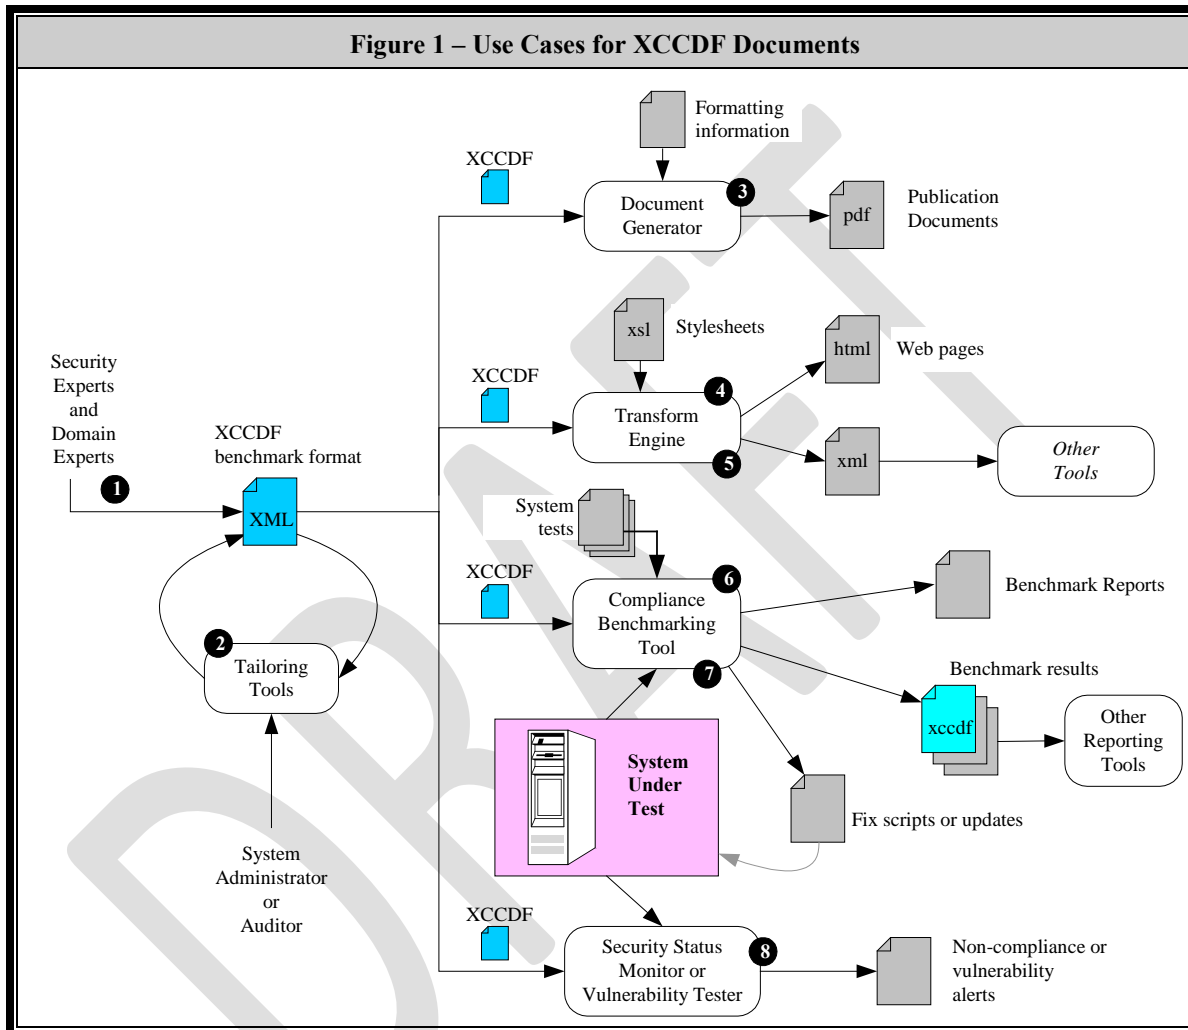 Figure 1 – Use Cases for XCCDF Documents
Formatting
information
XCCDF
3
Document
Generator
pdf
Publication
Documents
xsl
Stylesheets
html
Web pages
XCCDF
4
Transform
Engine
5
xml
Other
Tools
Security
Experts
and
Domain
Experts
1
XCCDF
benchmark format
XML
System
tests
XCCDF
6
Compliance
Benchmarking
Tool
7
Benchmark Reports
2
Tailoring
Tools
Benchmark results
xccdf
Other
Reporting
Tools
System
Under
Test
Fix scripts or updates
System
Administrator
or
Auditor
XCCDF
Security Status
Monitor or
Vulnerability Tester
8
Non-compliance or
vulnerability
alerts
DRAFT